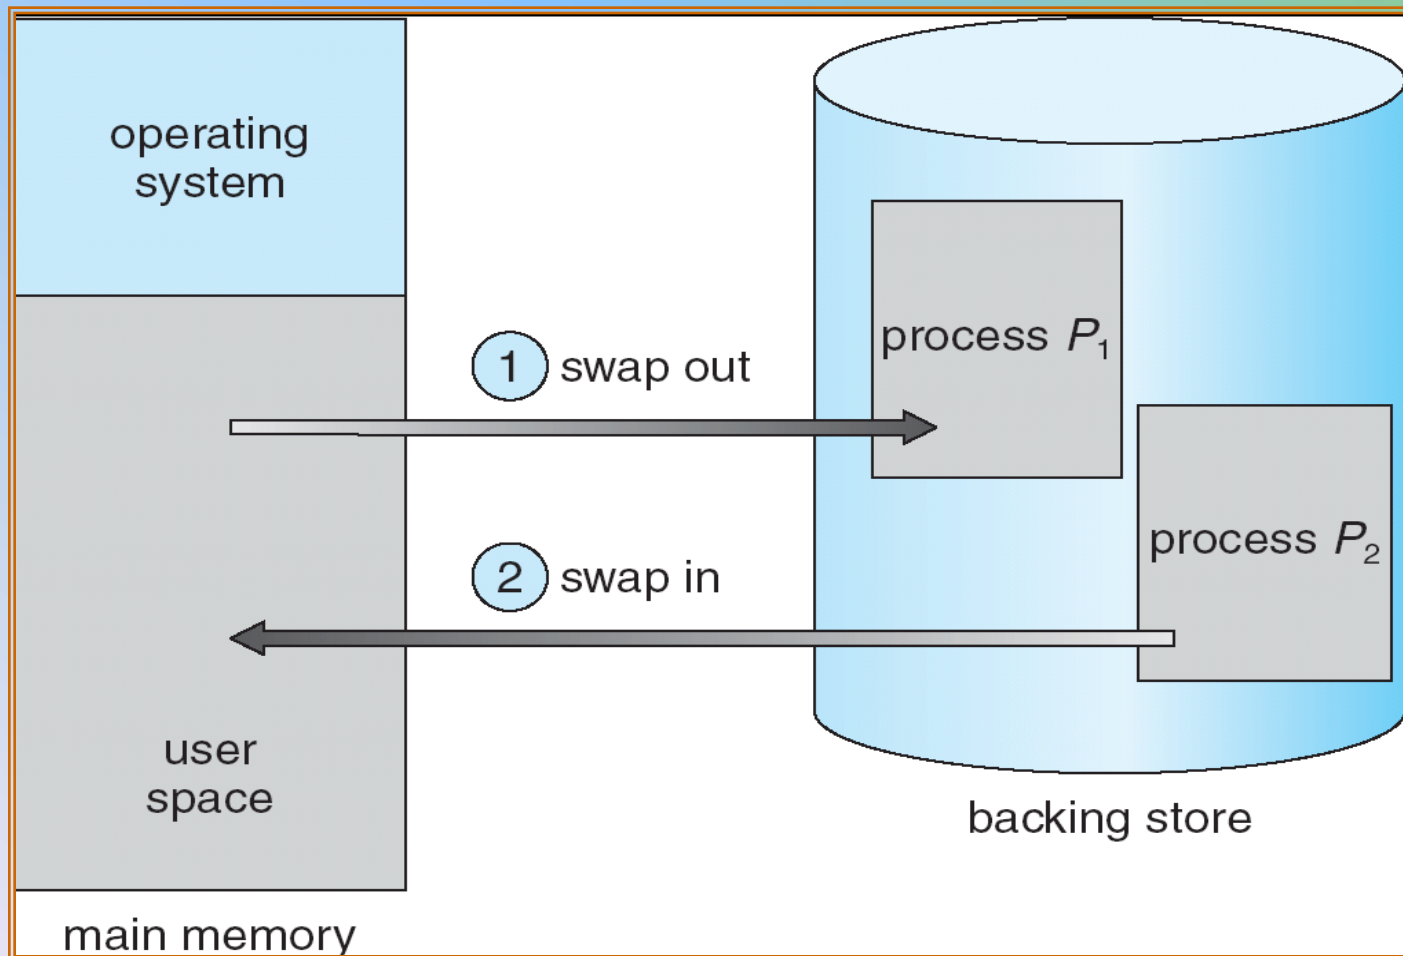 operating
system
1 swap out
process P₁
process P₂
2 swap in
user
space
backing store
main memory